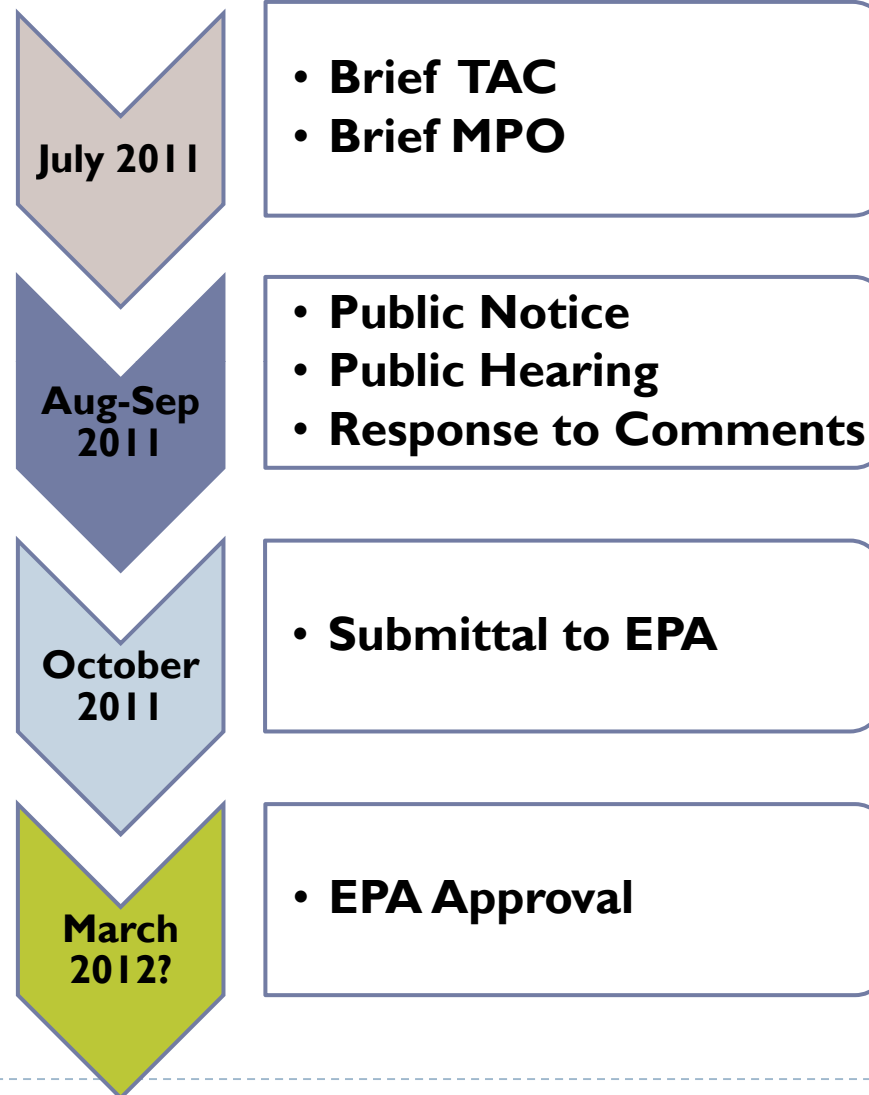 July 2011
• Brief TAC
• Brief MPO
Aug-Sep
2011
• Public Notice
• Public Hearing
• Response to Comments
October
2011
• Submittal to EPA
March
2012?
• EPA Approval